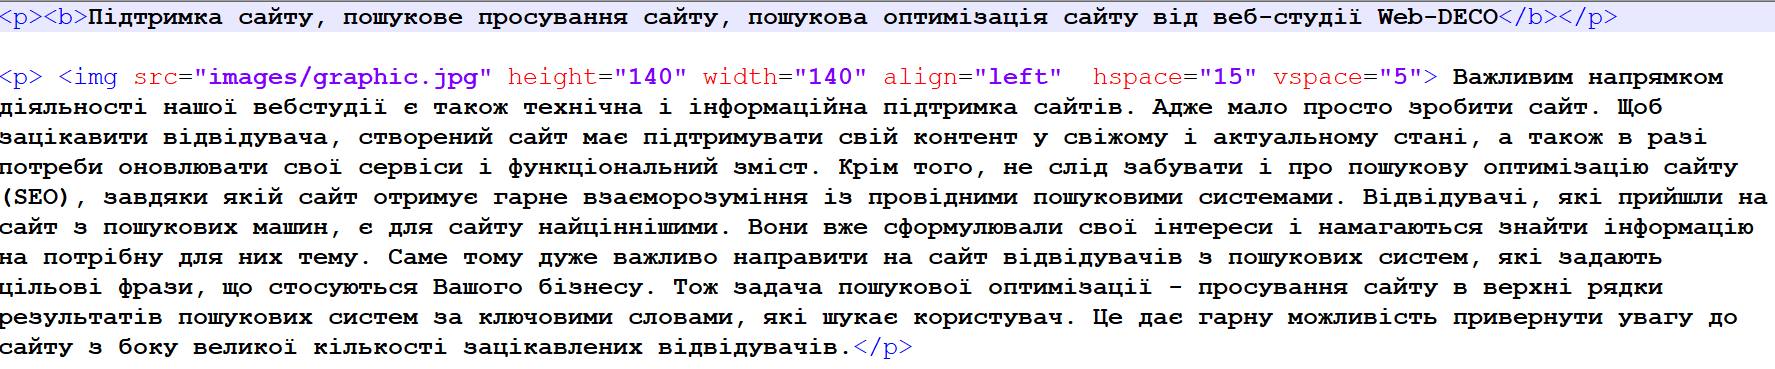 <p><b>Підтримка сайту, пошукове просування сайту, пошукова оптимізація сайту від веб-студії Web-DECO</b></p>
<p> <img src="images/graphic.jpg" height="140" width="140" align="left"  hspace="15" vspace="5"> Важливим напрямком
діяльності нашої вебстудії є також технічна і інформаційна підтримка сайтів. Адже мало просто зробити сайт. Щоб
зацікавити відвідувача, створений сайт має підтримувати свій контент у свіжому і актуальному стані, а також в разі
потреби оновлювати свої сервіси і функціональний зміст. Крім того, не слід забувати і про пошукову оптимізацію сайту
(SEO), завдяки якій сайт отримує гарне взаєморозуміння із провідними пошуковими системами. Відвідувачі, які прийшли на
сайт з пошукових машин, є для сайту найціннішими. Вони вже сформулювали свої інтереси і намагаються знайти інформацію
на потрібну для них тему. Саме тому дуже важливо направити на сайт відвідувачів з пошукових систем, які задають
цільові фрази, що стосуються Вашого бізнесу. Тож задача пошукової оптимізації - просування сайту в верхні рядки
результатів пошукових систем за ключовими словами, які шукає користувач. Це дає гарну можливість привернути увагу до
сайту з боку великої кількості зацікавлених відвідувачів.</p>